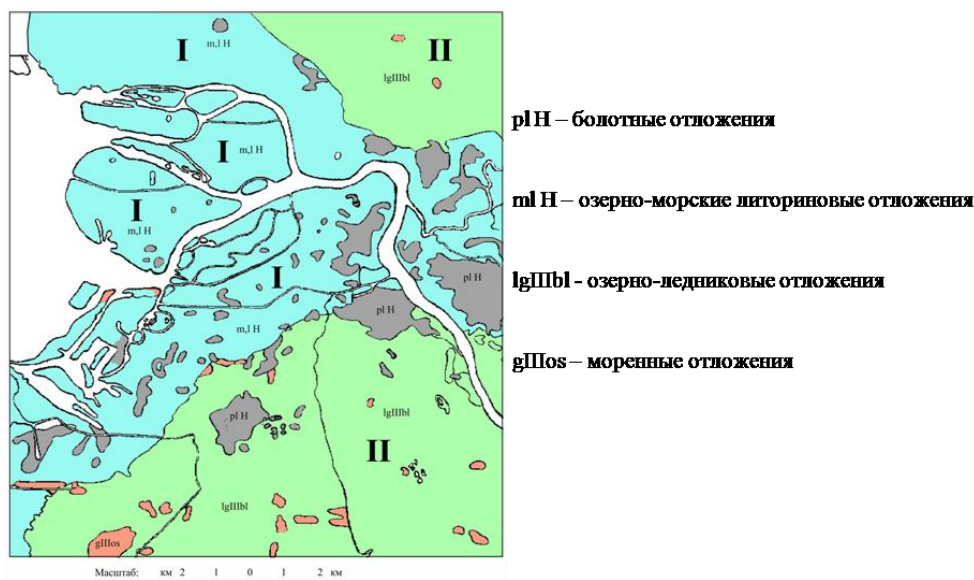 I
m,l H
II
lgIIIbl
pl H – болотные отложения
I
m,l H
I
m,l H
ml H – озерно-морские литориновые отложения
I
pl H
lgIIIbl - озерно-ледниковые отложения
pl H
m,l H
gIIIos – моренные отложения
pl H
lgIIIbl
II
lgIIIbl
gIIIos
Масштаб: км 2 1 0 1 2 км